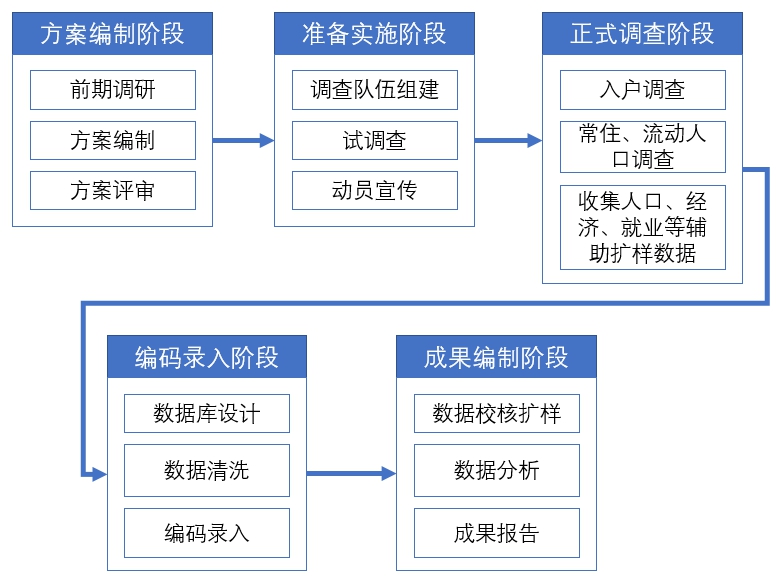 方案编制阶段
前期调研
方案编制
方案评审
准备实施阶段
调查队伍组建
试调查
动员宣传
正式调查阶段
入户调查
常住、流动人
口调查
收集人口、经
济、就业等辅
助扩样数据
编码录入阶段
数据库设计
数据清洗
编码录入
成果编制阶段
数据校核扩样
数据分析
成果报告